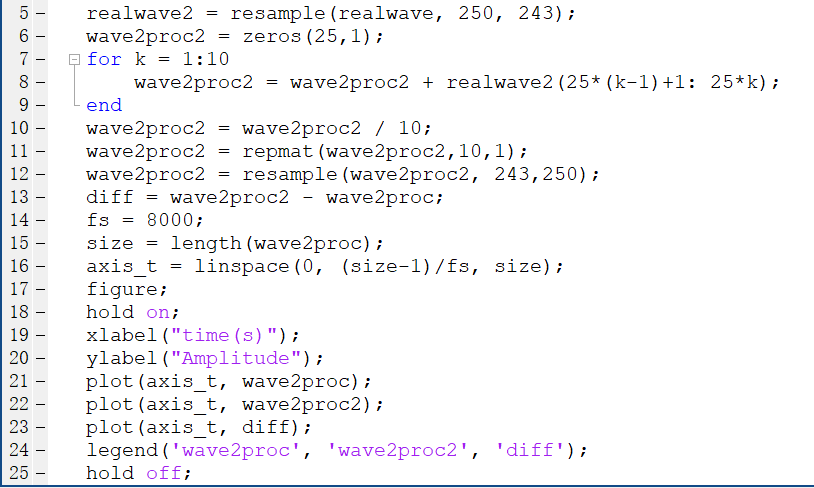 5 – realwave2 = resample(realwave, 250, 243);
6 – wave2proc2 = zeros(25,1);
7 – for k = 1:10
8 – wave2proc2 = wave2proc2 + realwave2(25*(k-1)+1: 25*k);
9 – end
10 – wave2proc2 = wave2proc2 / 10;
11 – wave2proc2 = repmat(wave2proc2,10,1);
12 – wave2proc2 = resample(wave2proc2, 243,250);
13 – diff = wave2proc2 - wave2proc;
14 – fs = 8000;
15 – size = length(wave2proc);
16 – axis_t = linspace(0, (size-1)/fs, size);
17 – figure;
18 – hold on;
19 – xlabel("time(s)");
20 – ylabel("Amplitude");
21 – plot(axis_t, wave2proc);
22 – plot(axis_t, wave2proc2);
23 – plot(axis_t, diff);
24 – legend('wave2proc', 'wave2proc2', 'diff');
25 – hold off;